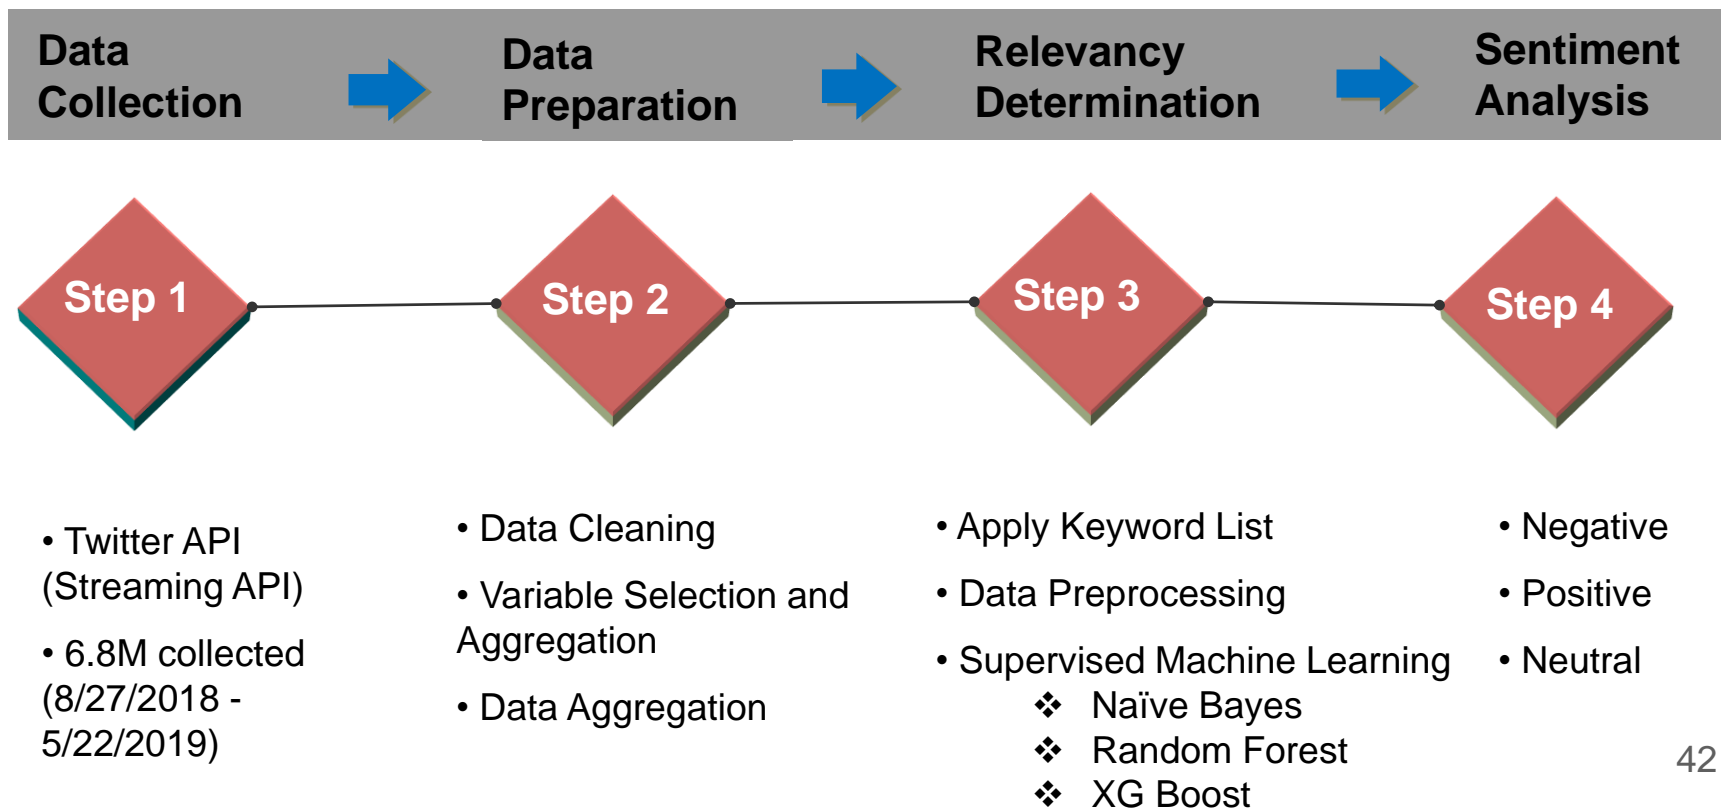 Data
Collection
Data
Preparation
Relevancy
Determination
Sentiment
Analysis
Step 1
Step 2
Step 3
Step 4
• Twitter API
(Streaming API)
• 6.8M collected
(8/27/2018 -
5/22/2019)
• Data Cleaning
• Variable Selection and
Aggregation
• Data Aggregation
• Apply Keyword List
• Data Preprocessing
• Supervised Machine Learning
❖ Naïve Bayes
❖ Random Forest
❖ XG Boost
• Negative
• Positive
• Neutral
42